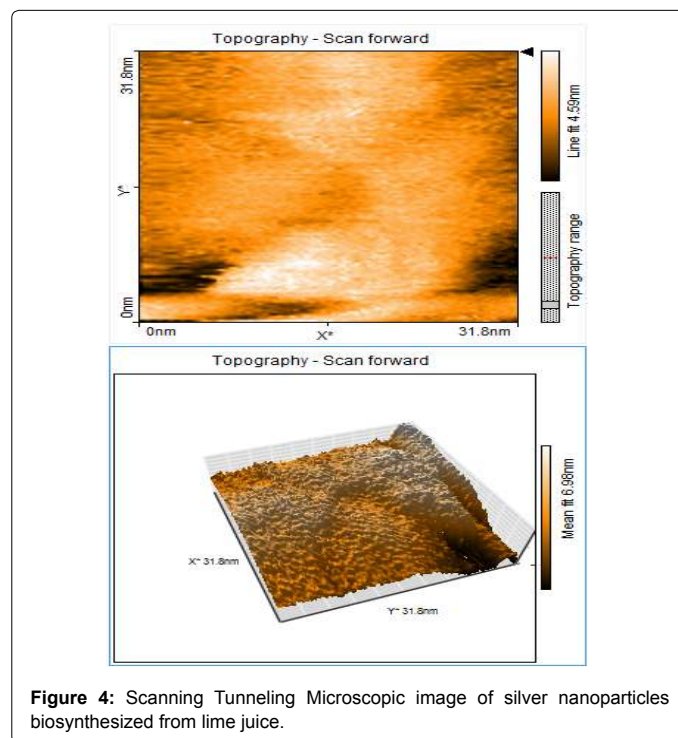 Topography - Scan forward
31.8nm
Y*
0nm
0nm
X*
31.8nm
Line fit 4.59nm
Topography range
Topography - Scan forward
X* 31.8nm
Y* 31.8nm
Mean fit 6.98nm
Figure 4: Scanning Tunneling Microscopic image of silver nanoparticles
biosynthesized from lime juice.